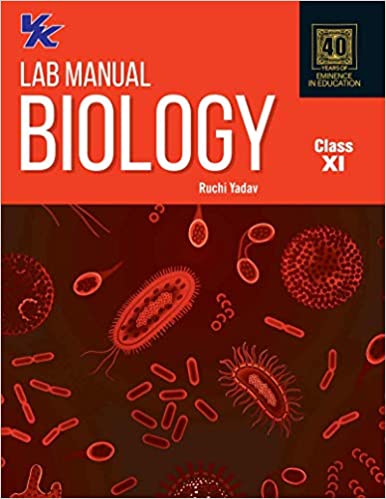 VK
LAB MANUAL
BIOLOGY
Ruchi Yadav
40
YEARS OF
EMINENCE
IN EDUCATION
Class
XI